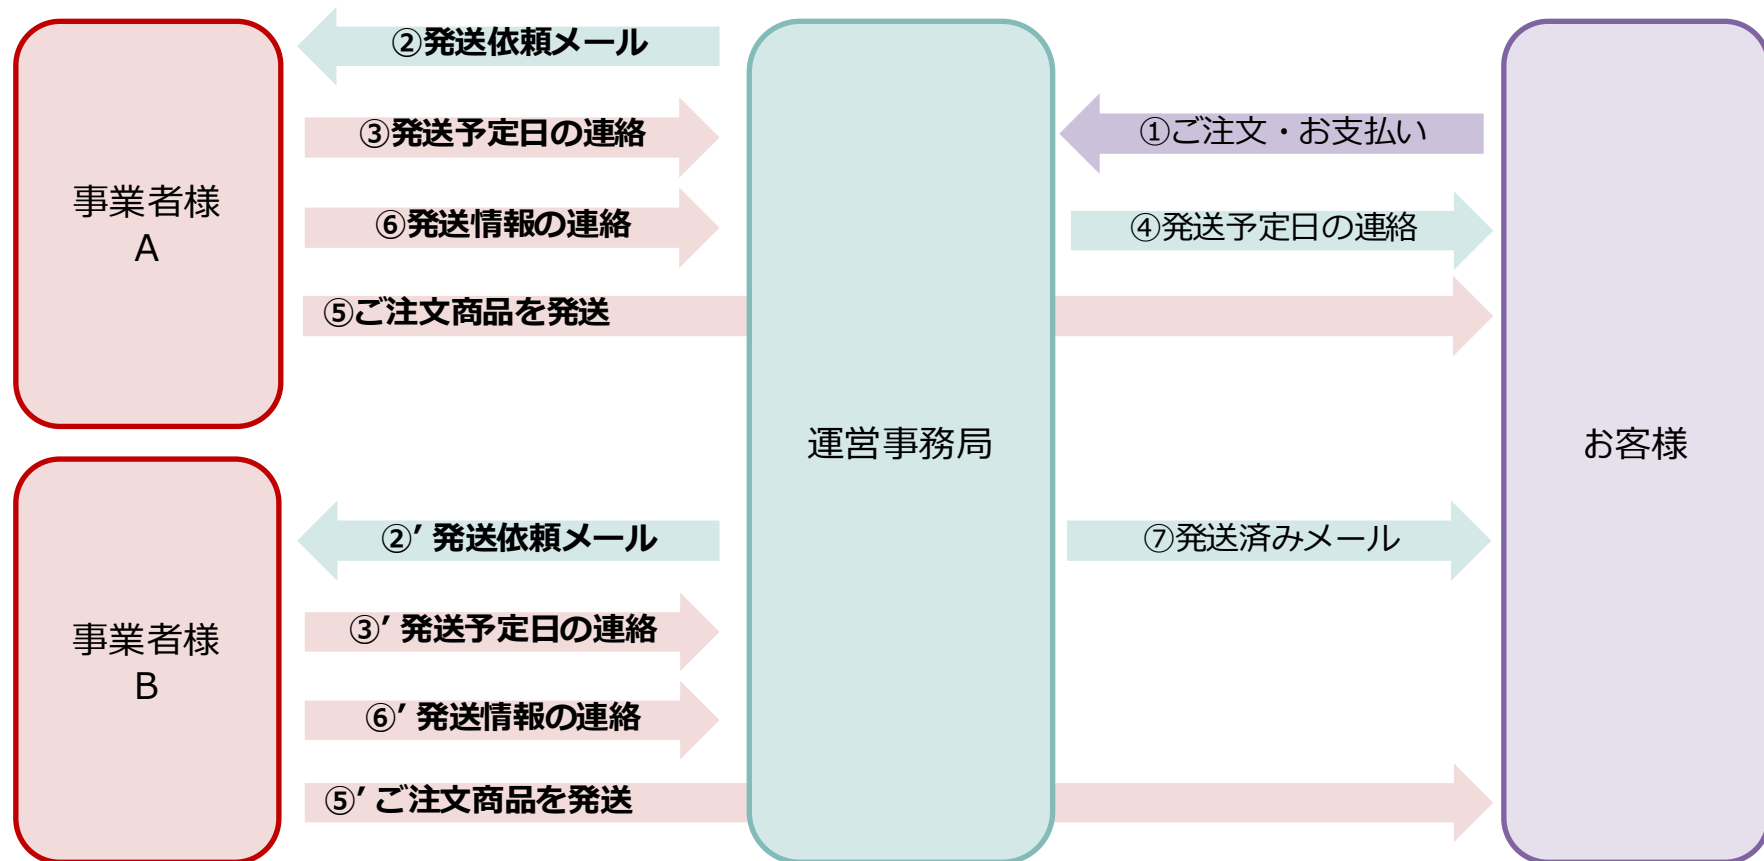 ②発送依頼メール
③発送予定日の連絡
①ご注文・お支払い
事業者様
A
⑥発送情報の連絡
④発送予定日の連絡
⑤ご注文商品を発送
運営事務局
お客様
②’ 発送依頼メール
⑦発送済みメール
③’ 発送予定日の連絡
事業者様
B
⑥’ 発送情報の連絡
⑤’ ご注文商品を発送